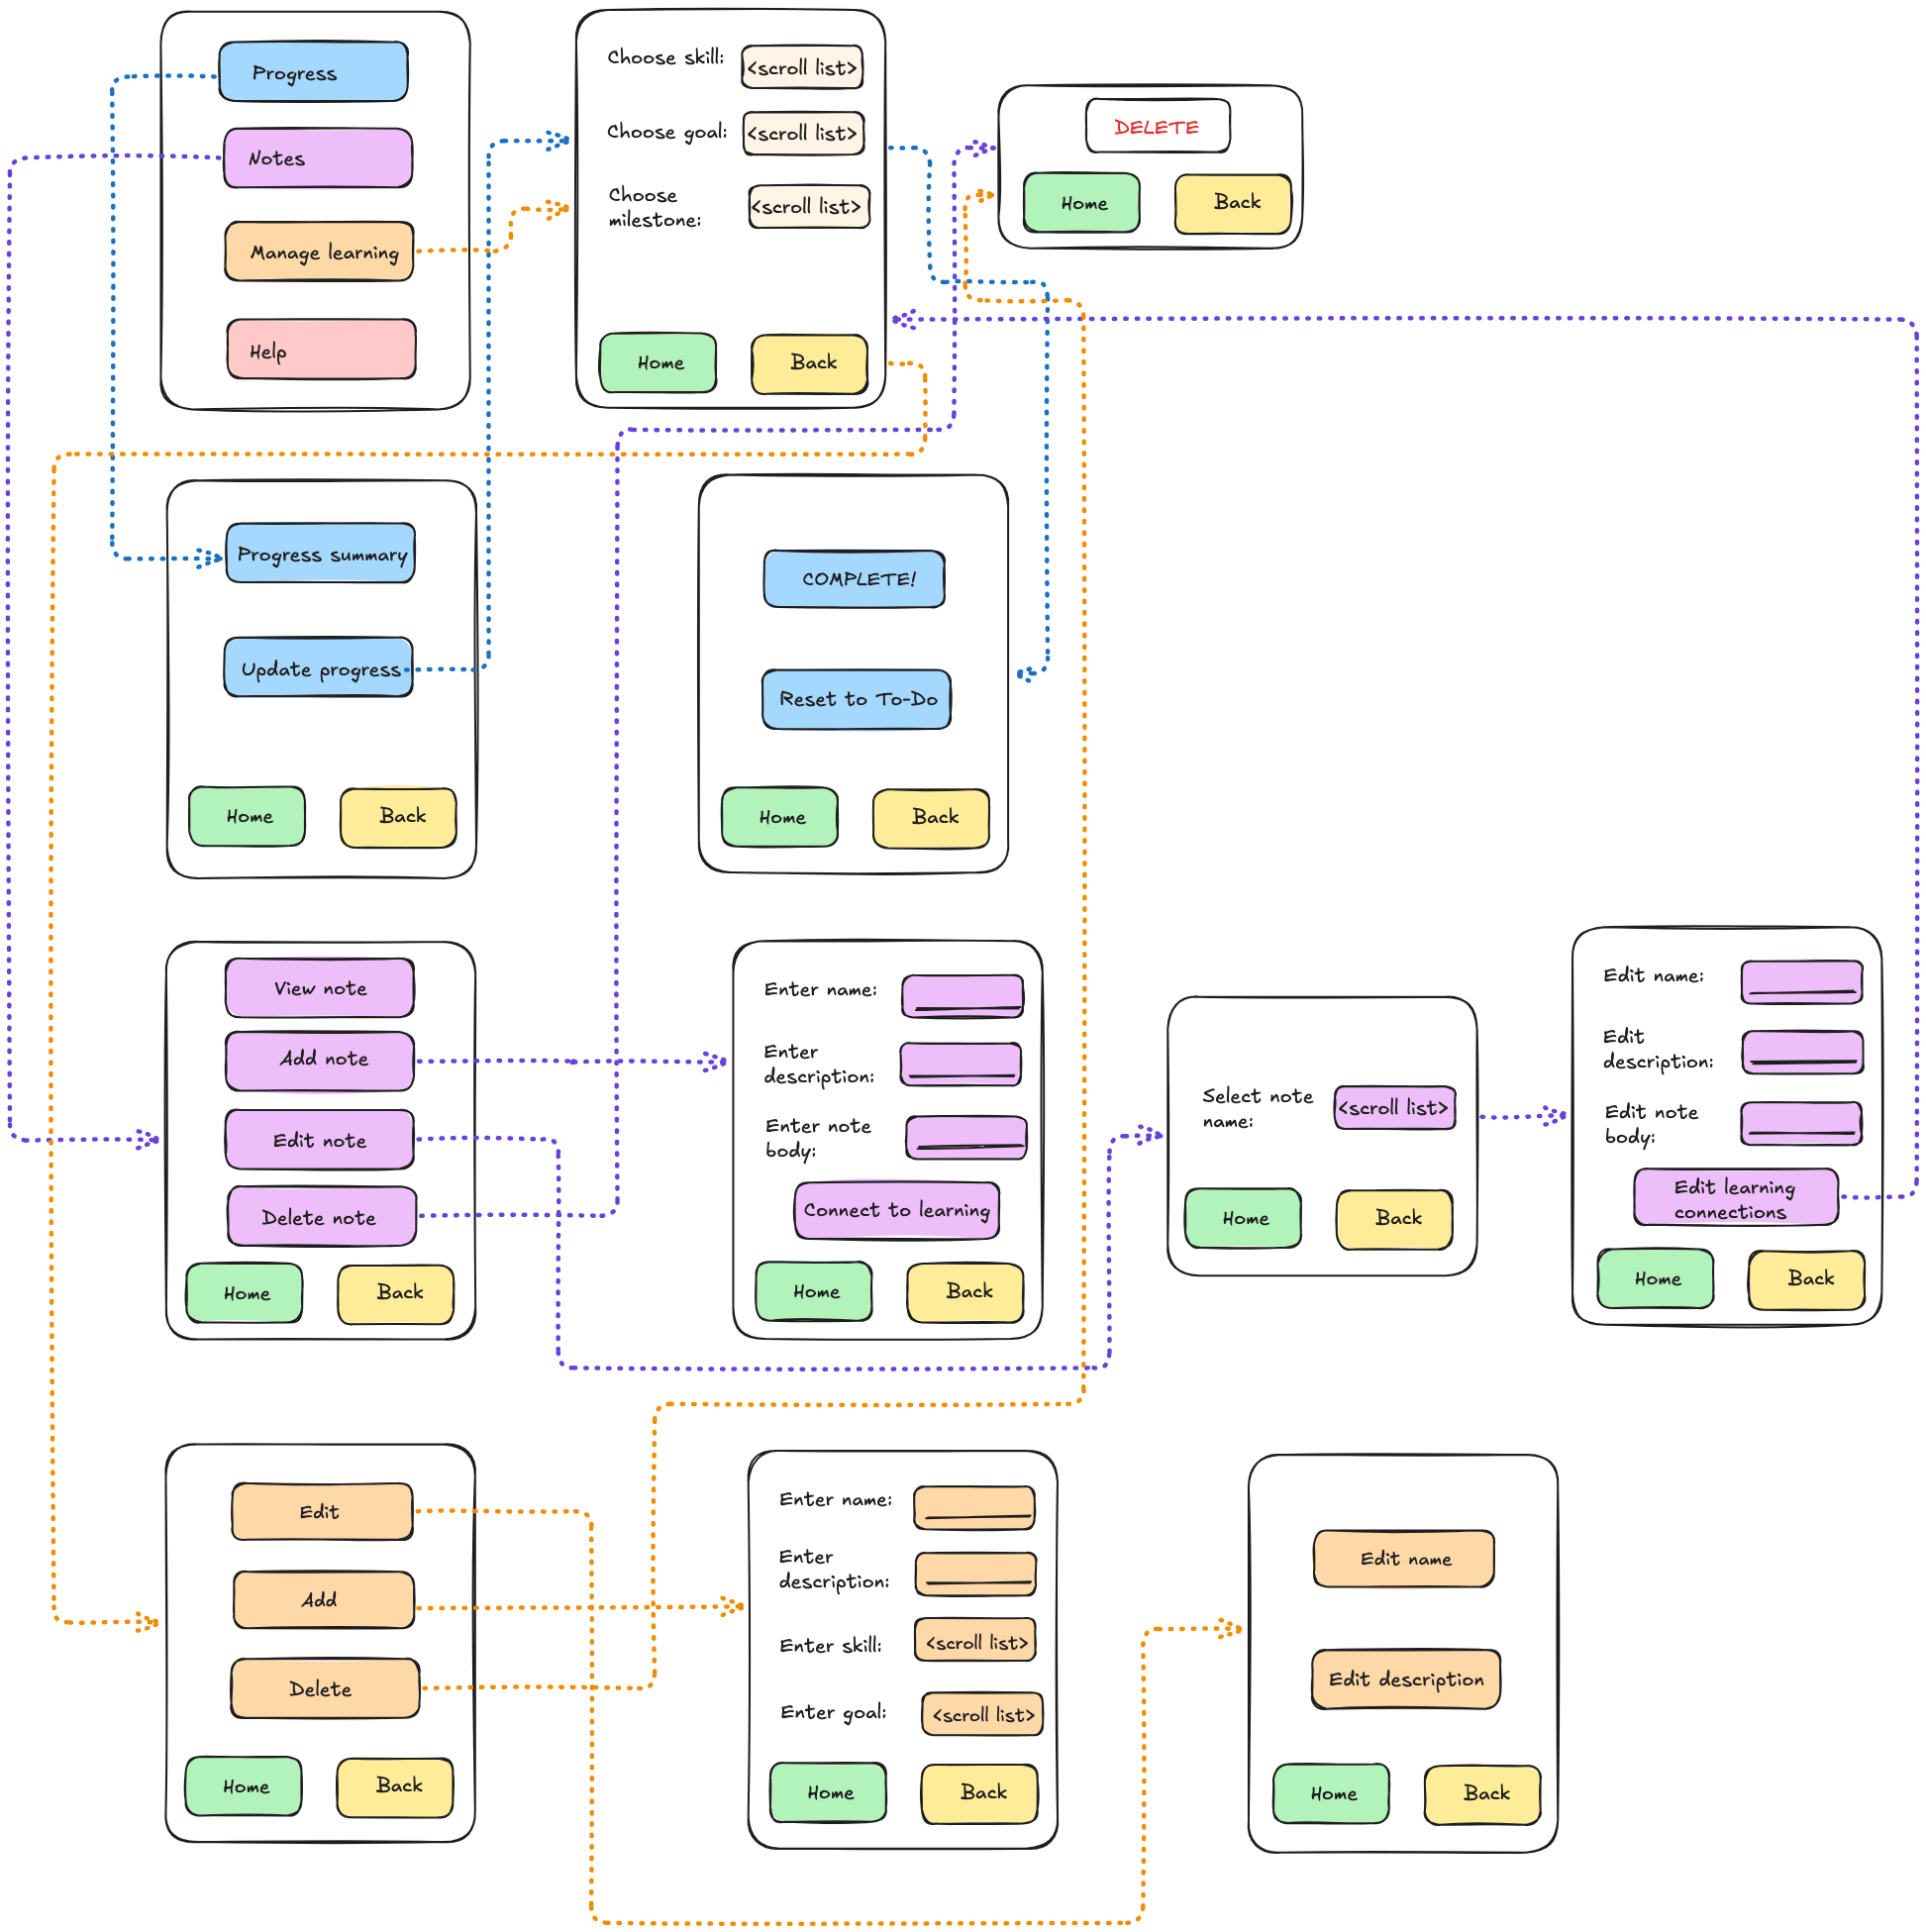 Progress
Notes
Manage learning
Help
Choose skill:
<scroll list>
Choose goal:
<scroll list>
Choose
milestone:
<scroll list>
Home
Back
DELETE
Home
Back
Progress summary
Update progress
Home
Back
COMPLETE!
Reset to To-Do
Home
Back
View note
Add note
Edit note
Delete note
Home
Back
Enter name:
Enter
description:
Enter note
body:
Connect to learning
Home
Back
Select note
name:
<scroll list>
Home
Back
Edit name:
Edit
description:
Edit note
body:
Edit learning
connections
Home
Back
Edit
Add
Delete
Home
Back
Enter name:
Enter
description:
Enter skill:
<scroll list>
Enter goal:
<scroll list>
Home
Back
Edit name
Edit description
Home
Back